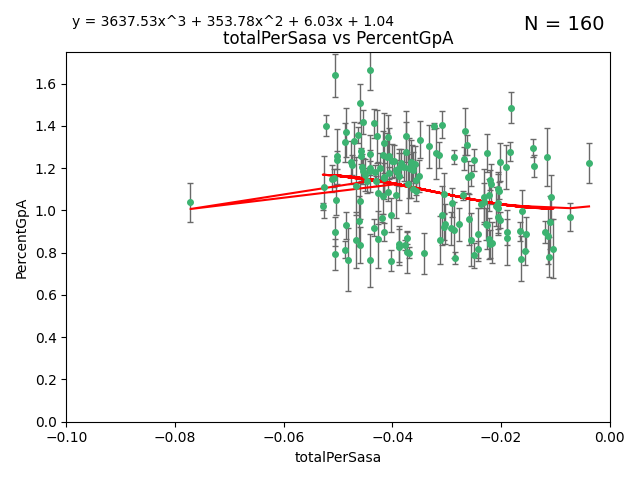 y = 3637.53x^3 + 353.78x^2 + 6.03x + 1.04
N = 160
totalPerSasa vs PercentGpA
1.6
1.4
1.2
1.0
0.8
0.6
0.4
0.2
0.0
PercentGpA
−0.10 −0.08 −0.06 −0.04 −0.02 0.00
totalPerSasa